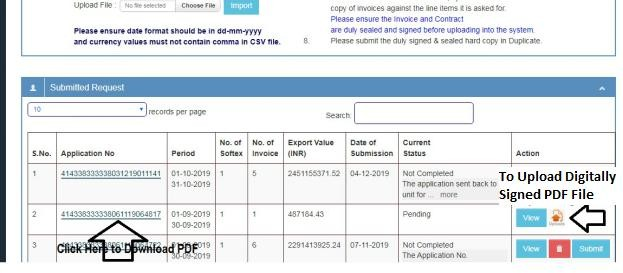 copy of invoices against the line items it is asked for.
Upload File : No file selected Choose File Import
Please ensure the Invoice and Contract
are duly sealed and signed before uploading into the system.
Please ensure date format should be in dd-mm-yyyy
and currency values must not contain comma in CSV file.
8. Please submit the duly signed & sealed hard copy in Duplicate.
Submitted Request
10 records per page Search:
S.No. Application No Period No. of Softex No. of Invoice Export Value (INR) Date of Submission Current Status Action
1 01-10-2019 31-10-2019 1 5 2451155371.52 04-12-2019 Not Completed
The application sent back to unit for ... more
To Upload Digitally
Signed PDF File
2 01-09-2019 30-09-2019 1 1 487184.43 Pending View
3 30-09-2019 1 6 2291413925.24 07-11-2019 Not Completed
The Application No. View Submit
Click Here to Download PDF